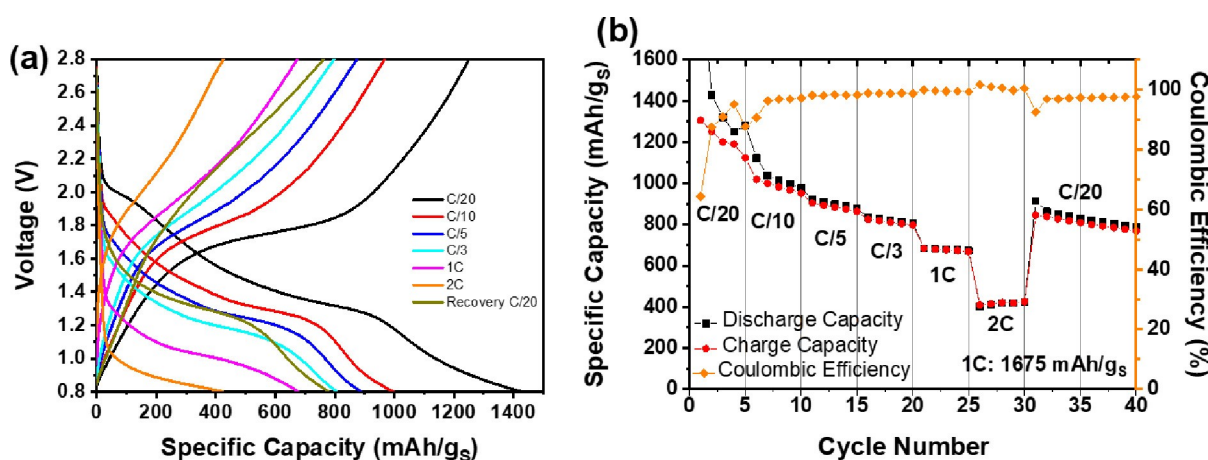 (a)
2.8
2.6
2.4
2.2
2.0
1.8
1.6
1.4
1.2
1.0
0.8
Voltage (V)
C/20
C/10
C/5
C/3
1C
2C
Recovery C/20
0 200 400 600 800 1000 1200 1400
Specific Capacity (mAh/gs)
(b)
1600
1400
1200
1000
800
600
400
200
0
Specific Capacity (mAh/gs)
C/20
C/10
C/5
C/3
1C
2C
C/20
Discharge Capacity
Charge Capacity
Coulombic Efficiency
1C: 1675 mAh/gs
100
80
60
40
20
0
Coulombic Efficiency (%)
0 5 10 15 20 25 30 35 40
Cycle Number